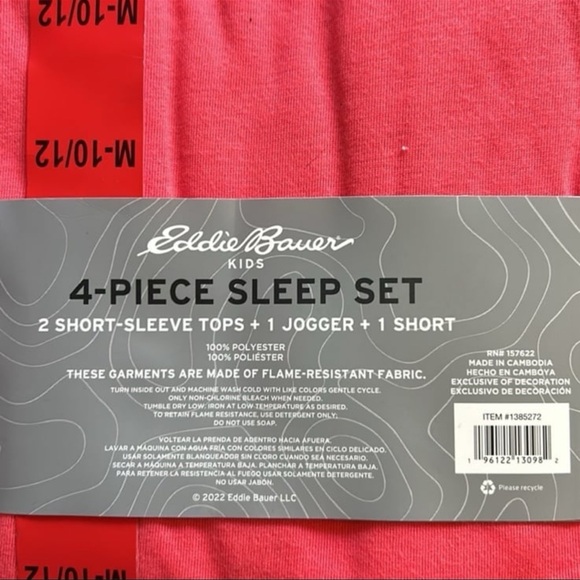 M-10/12
M-10/12
Eddie Bauer
KIDS
4-PIECE SLEEP SET
2 SHORT-SLEEVE TOPS + 1 JOGGER + 1 SHORT
100% POLYESTER
100% POLIÉSTER
THESE GARMENTS ARE MADE OF FLAME-RESISTANT FABRIC.
TURN INSIDE OUT AND MACHINE WASH COLD WITH LIKE COLORS GENTLE CYCLE.
ONLY NON-CHLORINE BLEACH WHEN NEEDED.
TUMBLE DRY LOW. IRON AT LOW TEMPERATURE AS DESIRED.
TO RETAIN FLAME RESISTANCE, USE DETERGENT ONLY;
DO NOT USE SOAP.
VOLTEAR LA PRENDA DE ADENTRO HACIA AFUERA.
LAVAR A MÁQUINA CON AGUA FRÍA CON COLORES SIMILARES EN CICLO DELICADO.
USAR SOLAMENTE BLANQUEADOR SIN CLORO CUANDO SEA NECESARIO.
SECAR A MÁQUINA A TEMPERATURA BAJA. PLANCHAR A TEMPERATURA BAJA.
PARA RETENER LA RESISTENCIA AL FUEGO USAR SOLAMENTE DETERGENTE.
NO USAR JABÓN.
© 2022 Eddie Bauer LLC
RN# 157622
MADE IN CAMBODIA
HECHO EN CAMBOYA
EXCLUSIVE OF DECORATION
EXCLUSIVO DE DECORACIÓN
ITEM #1385272
1 96122 13098 2
Please recycle
M-10/12